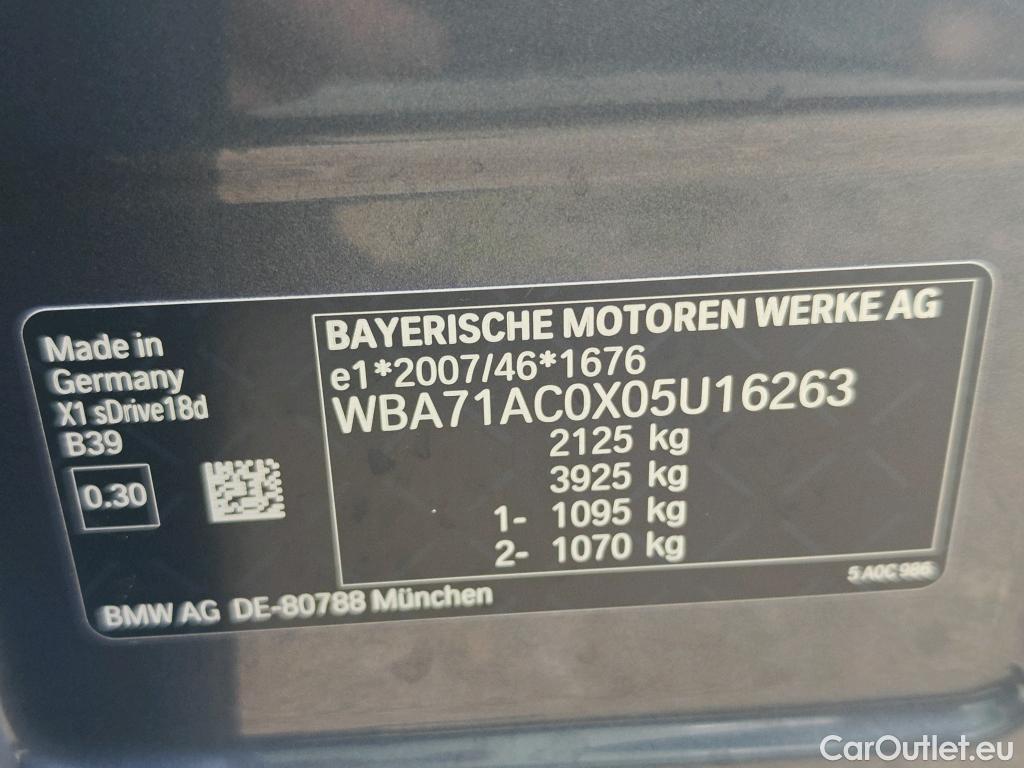 Made in
Germany
X1 sDrive18d
B39
0.30
BAYERISCHE MOTOREN WERKE AG
e1*2007/46*1676
WBA71AC0X05U16263
2125 kg
3925 kg
1- 1095 kg
2- 1070 kg
5 A0C 986
BMW AG DE-80788 München
CarOutlet.eu